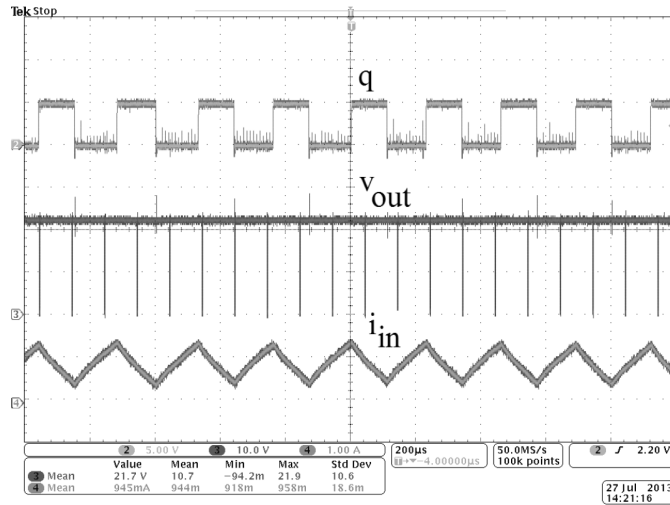 Tek Stop
q
v out
i in
2
3
4
2 5.00 V 3 10.0 V 4 1.00 A
200µs
-4.00000µs
50.0MS/s
100k points
2 2.20 V
Value Mean Min Max Std Dev
3 Mean 21.7 V 10.7 -94.2m 21.9 10.6
4 Mean 945mA 944m 918m 958m 18.6m
27 Jul 2013
14:21:16